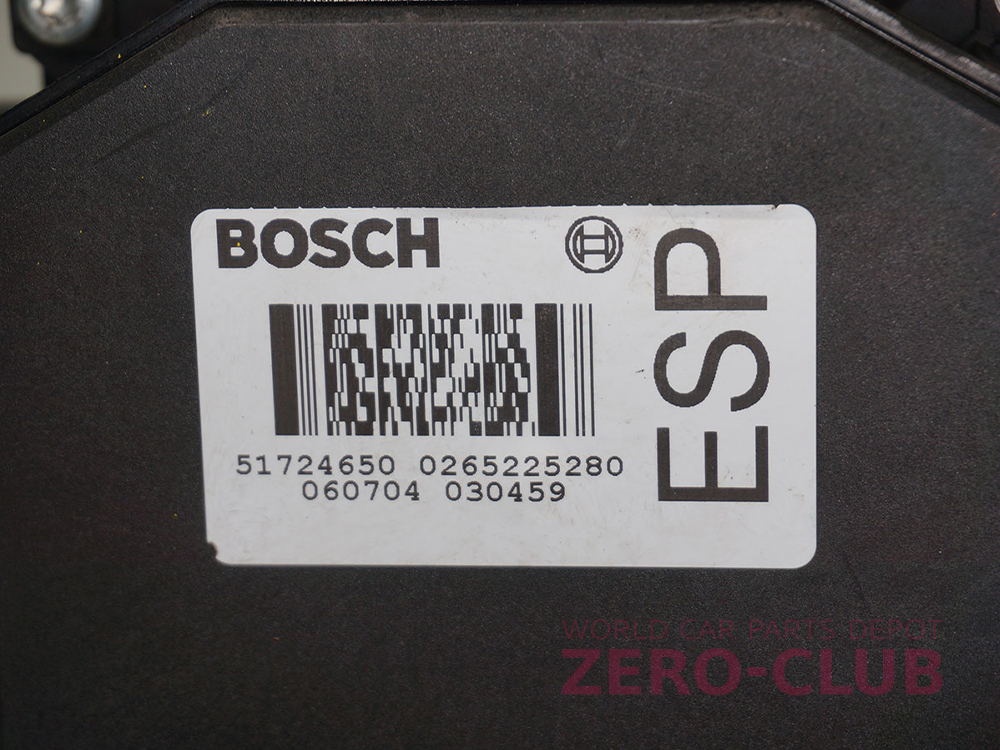 BOSCH
ESP
51724650 0265225280
060704 030459
WORLD CAR PARTS DEPOT
ZERO-CLUB